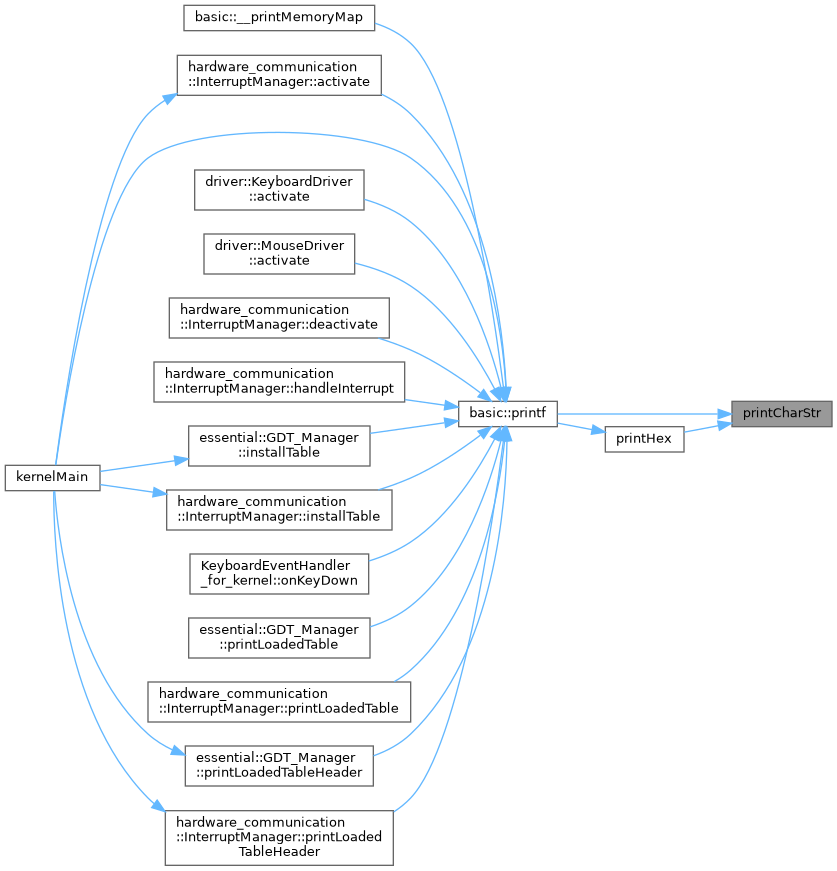 basic::__printMemoryMap
hardware_communication
::InterruptManager::activate
driver::KeyboardDriver
::activate
driver::MouseDriver
::activate
hardware_communication
::InterruptManager::deactivate
hardware_communication
::InterruptManager::handleInterrupt
basic::printf
printCharStr
printHex
essential::GDT_Manager
::installTable
kernelMain
hardware_communication
::InterruptManager::installTable
KeyboardEventHandler
_for_kernel::onKeyDown
essential::GDT_Manager
::printLoadedTable
hardware_communication
::InterruptManager::printLoadedTable
essential::GDT_Manager
::printLoadedTableHeader
hardware_communication
::InterruptManager::printLoaded
TableHeader